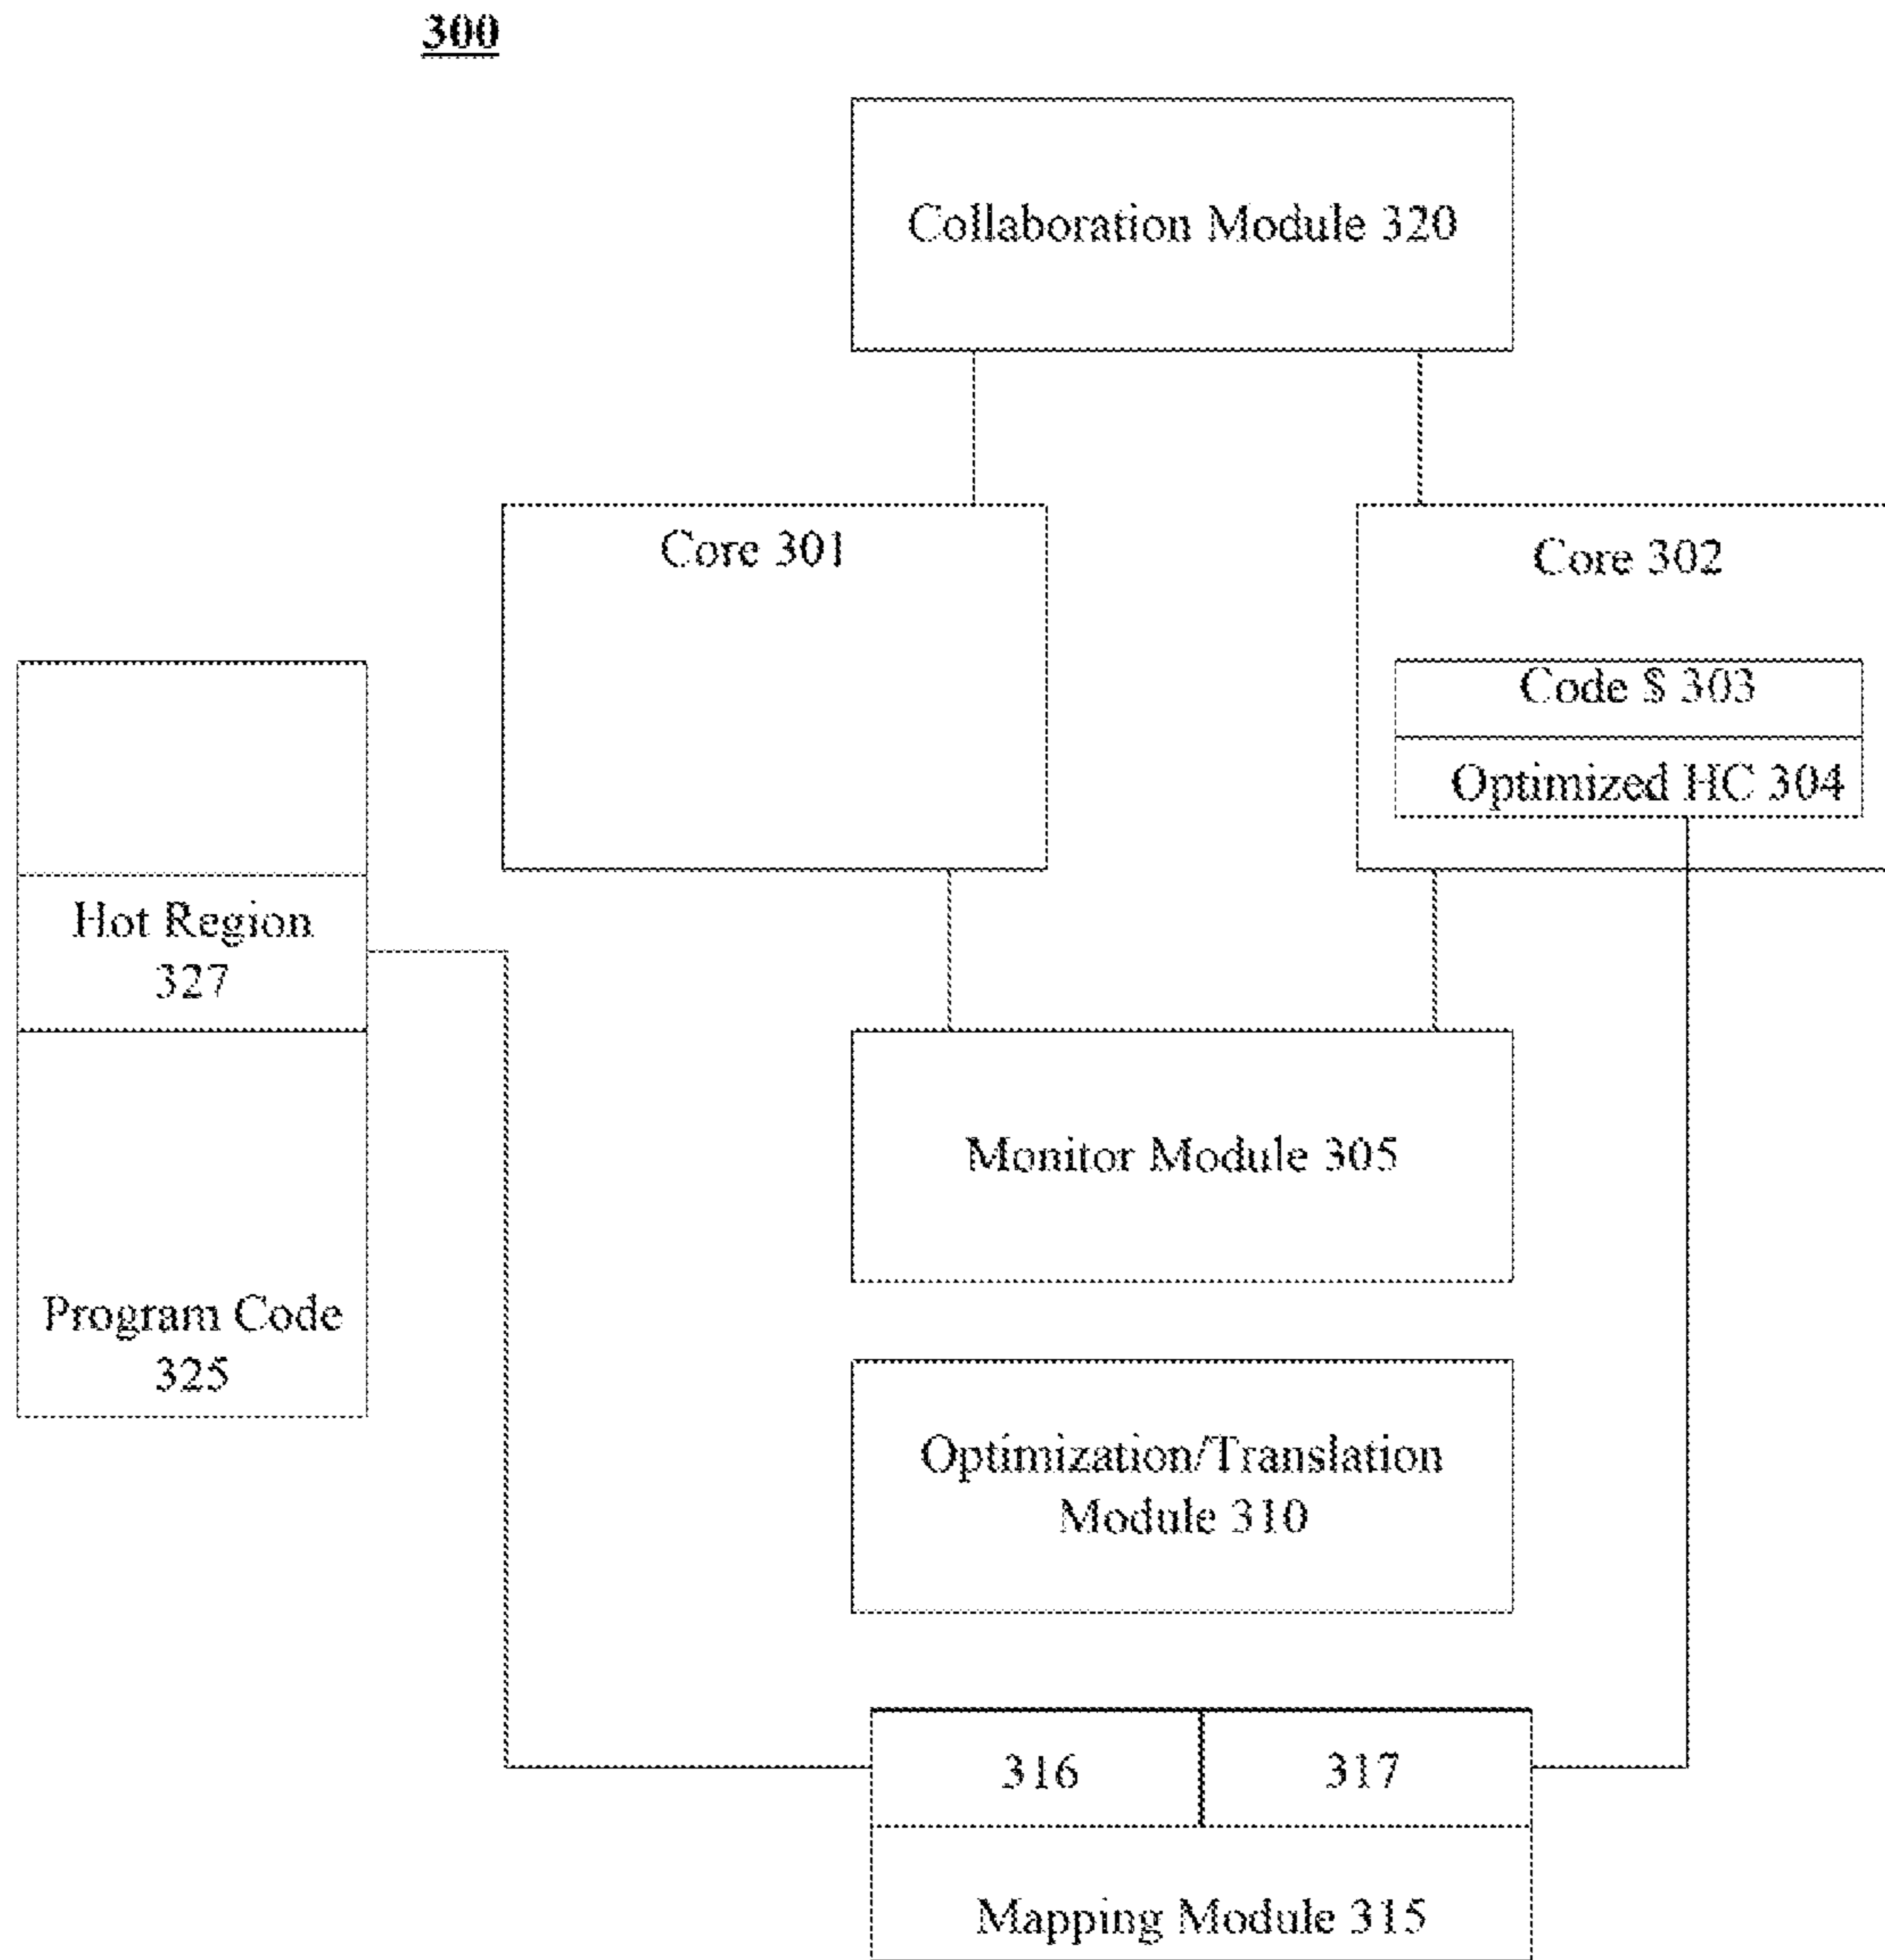 300
Collaboration Module 320
Core 301
Core 302
Code § 303
Optimized HC 304
Hot Region
327
Monitor Module 305
Program Code
325
Optimization/Translation
Module 310
316
317
Mapping Module 315